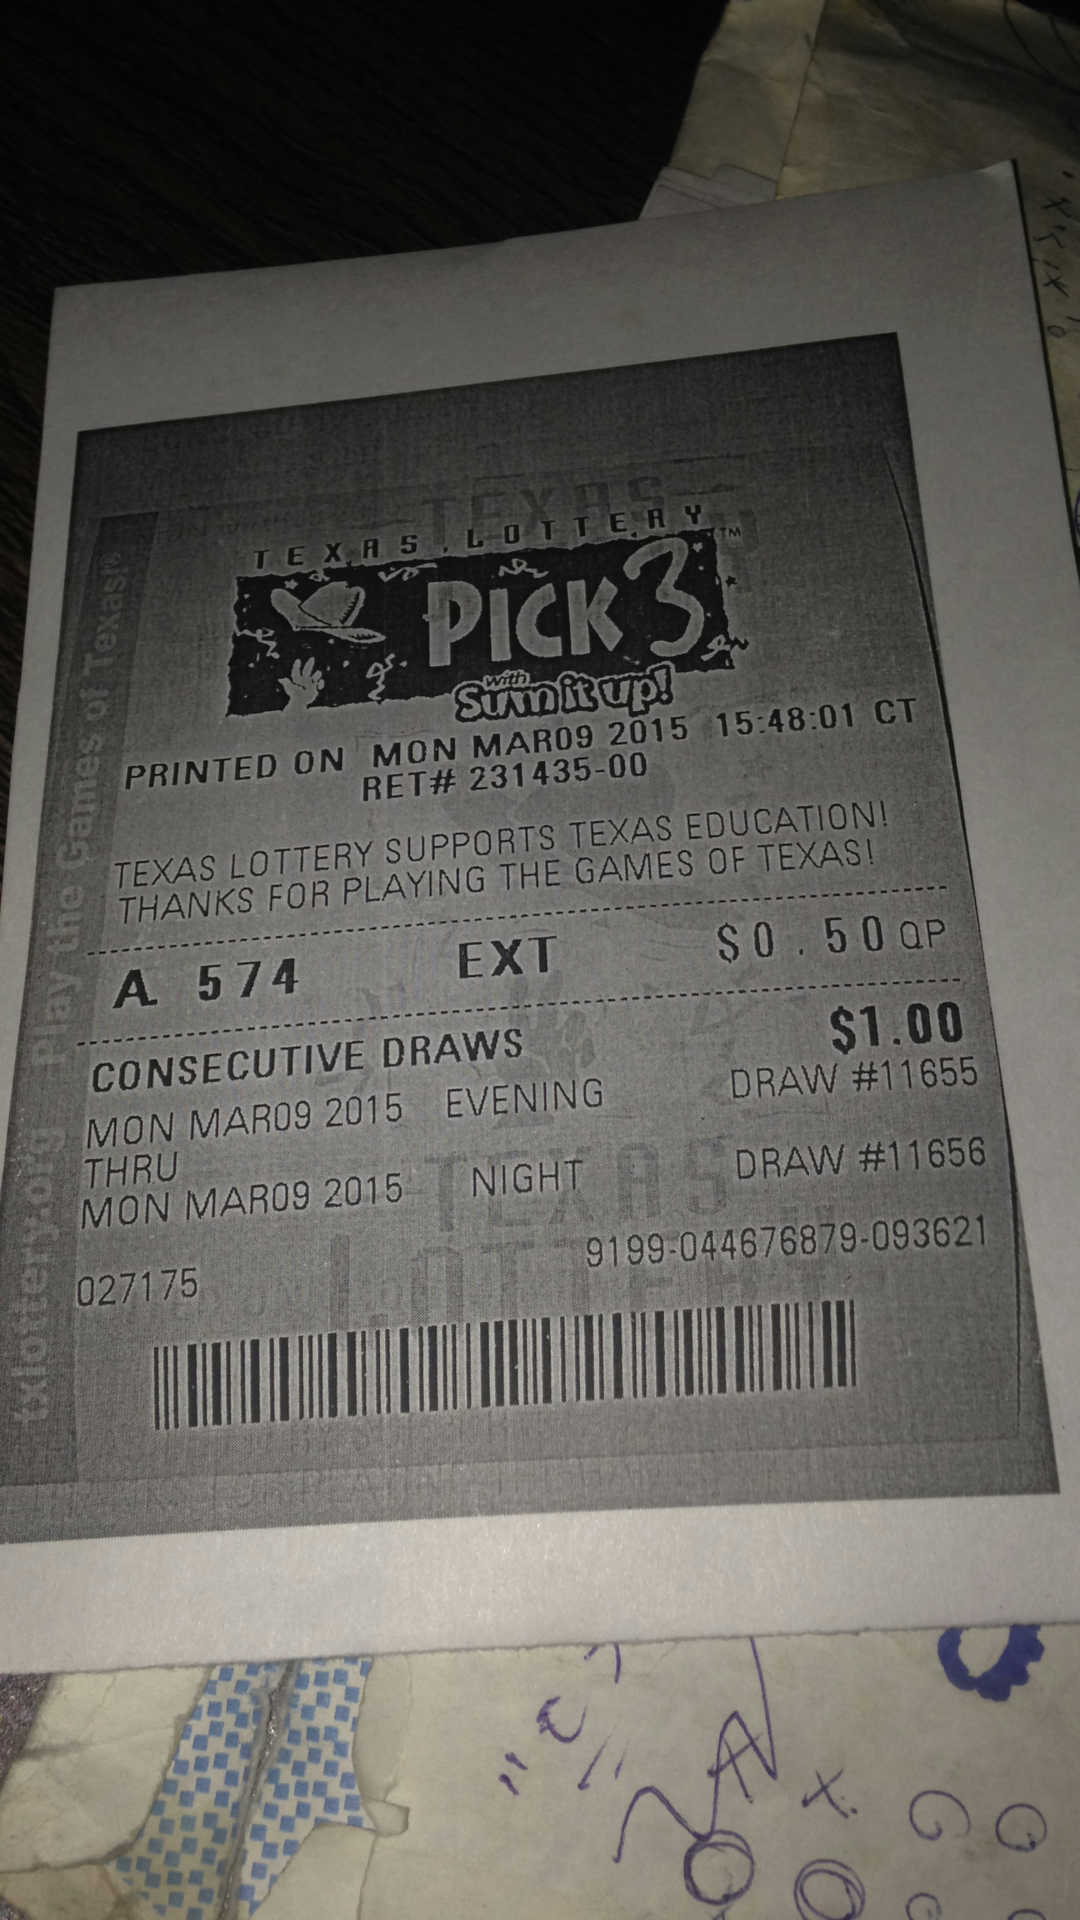 TEXAS LOTTERY™
PICK 3
with
Sum it up!
PRINTED ON MON MAR09 2015 15:48:01 CT
RET# 231435-00
TEXAS LOTTERY SUPPORTS TEXAS EDUCATION!
THANKS FOR PLAYING THE GAMES OF TEXAS!
A 574 EXT $0.50 QP
CONSECUTIVE DRAWS $1.00
MON MAR09 2015 EVENING DRAW #11655
THRU
MON MAR09 2015 NIGHT DRAW #11656
9199-044676879-093621
027175
txlottery.org Play the Games of Texas!®
TEXAS
TEXAS